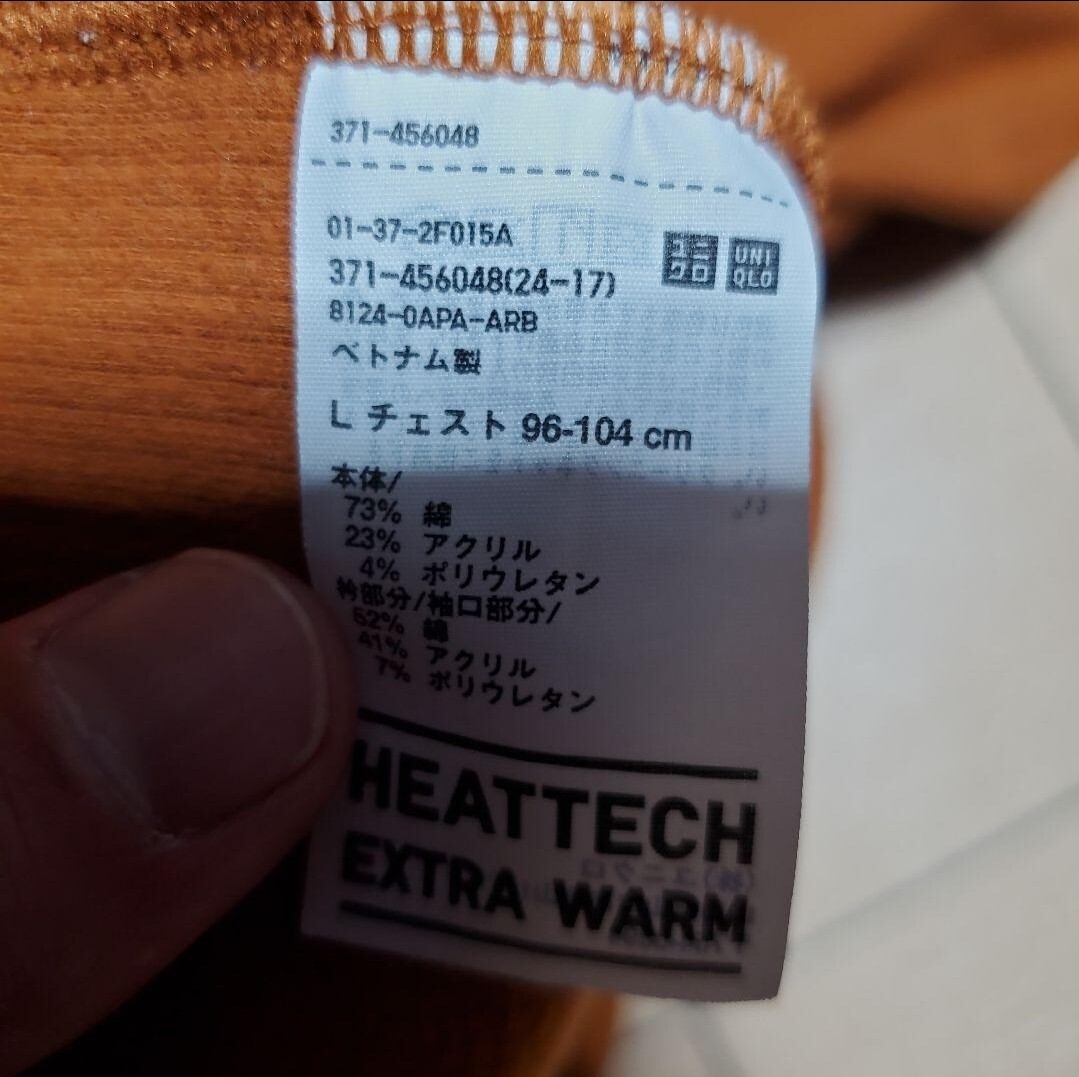 371-456048
01-37-2F015A
ユニクロ UNIQLO
371-456048(24-17)
8124-0APA-ARB
ベトナム製
L チェスト 96-104 cm
本体/
73% 綿
23% アクリル
4% ポリウレタン
衿部分/袖口部分/
52% 綿
41% アクリル
7% ポリウレタン
HEATTECH
EXTRA WARM